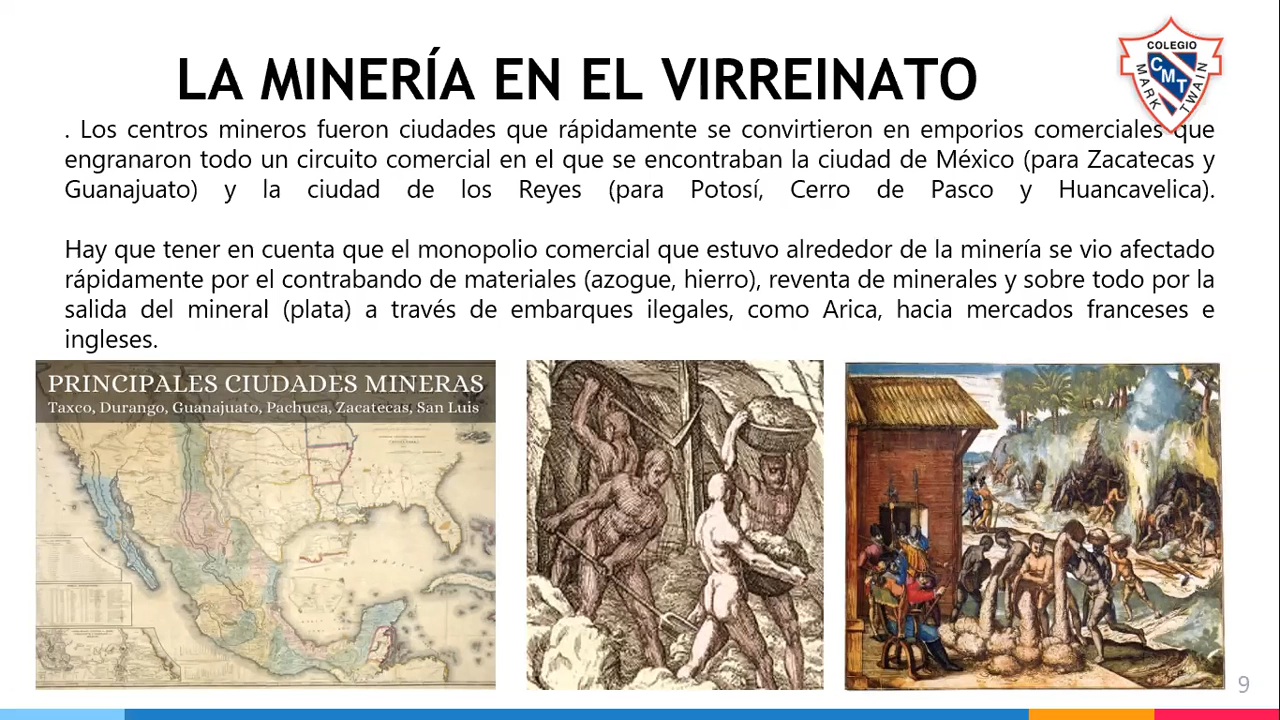 LA MINERÍA EN EL VIRREINATO
COLEGIO
MARK
CMT
TWAIN
. Los centros mineros fueron ciudades que rápidamente se convirtieron en emporios comerciales que
engranaron todo un circuito comercial en el que se encontraban la ciudad de México (para Zacatecas y
Guanajuato) y la ciudad de los Reyes (para Potosí, Cerro de Pasco y Huancavelica).
Hay que tener en cuenta que el monopolio comercial que estuvo alrededor de la minería se vio afectado
rápidamente por el contrabando de materiales (azogue, hierro), reventa de minerales y sobre todo por la
salida del mineral (plata) a través de embarques ilegales, como Arica, hacia mercados franceses e
ingleses.
PRINCIPALES CIUDADES MINERAS
Taxco, Durango, Guanajuato, Pachuca, Zacatecas, San Luis
9